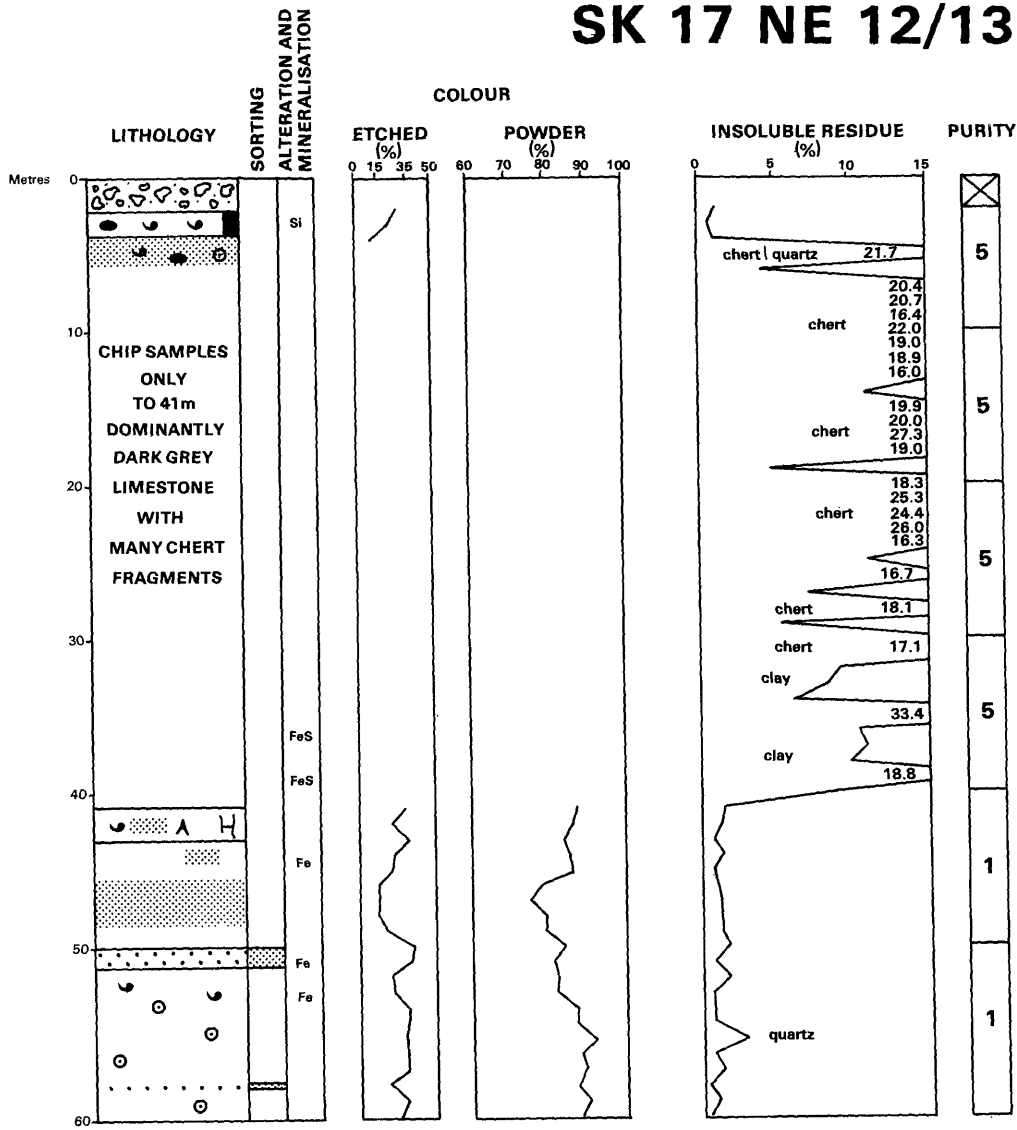 SK 17 NE 12/13
COLOUR
LITHOLOGY
SORTING
ALTERATION AND
MINERALISATION
ETCHED
(%)
0 15 35 50
POWDER
(%)
60 60 80 100
INSOLUBLE RESIDUE
(%)
0 5 10 15
PURITY
Metres
0
Si
chert quartz 21.7
5
20.4
20.7
16.4
chert 22.0
19.0
18.9
16.0
10
CHIP SAMPLES
ONLY
TO 41m
DOMINANTLY
DARK GREY
LIMESTONE
WITH
MANY CHERT
FRAGMENTS
19.9
20.0
chert 27.3
19.0
5
20
18.3
25.3
chert 24.4
26.0
16.3
5
16.7
chert 18.1
30
chert 17.1
clay
33.4
5
FeS
clay
FeS
18.8
40
H
Fe
1
50
Fe
Fe
quartz
1
60